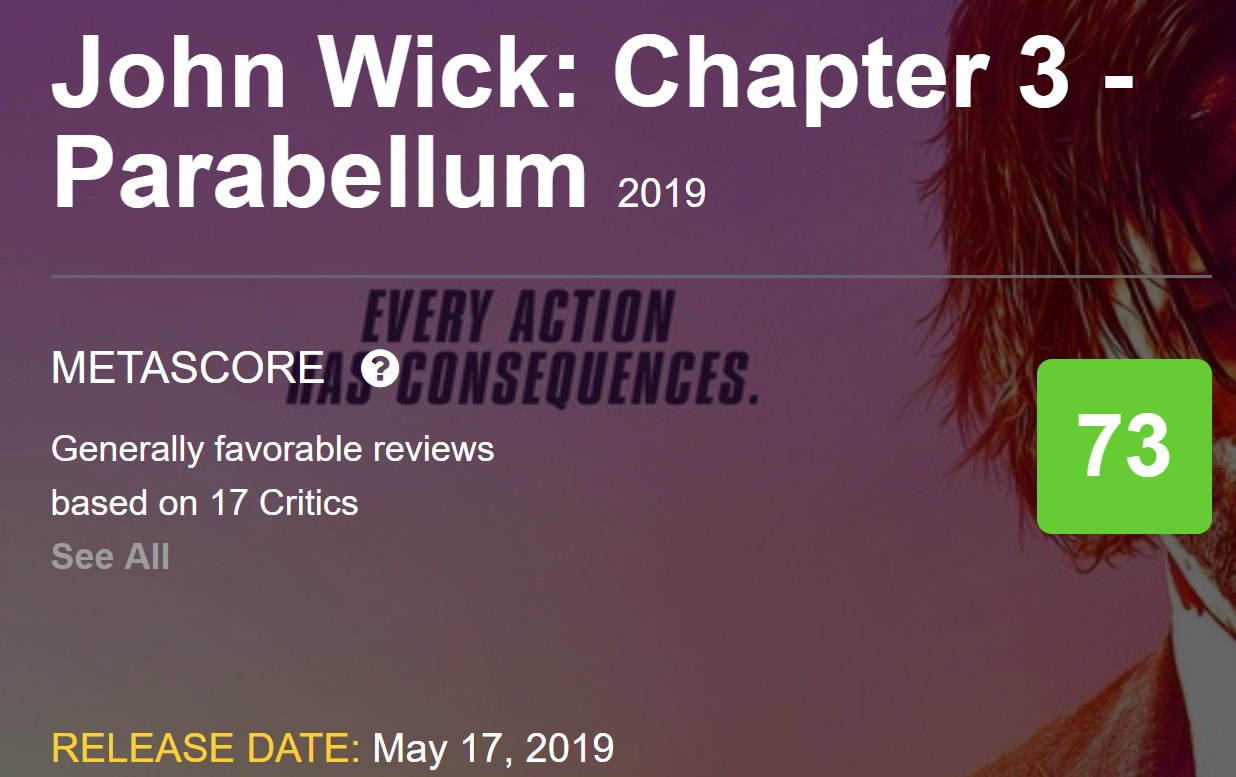 John Wick: Chapter 3 -
Parabellum 2019
EVERY ACTION
HAS CONSEQUENCES.
METASCORE ?
73
Generally favorable reviews
based on 17 Critics
See All
RELEASE DATE: May 17, 2019